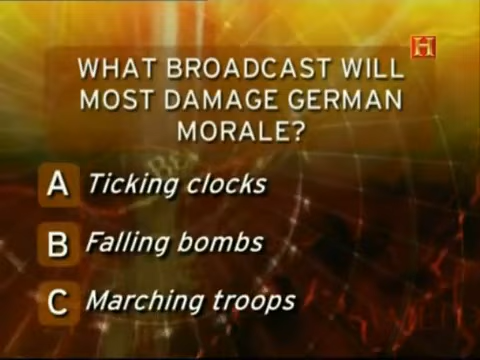 H
WHAT BROADCAST WILL
MOST DAMAGE GERMAN
MORALE?
A Ticking clocks
B Falling bombs
C Marching troops